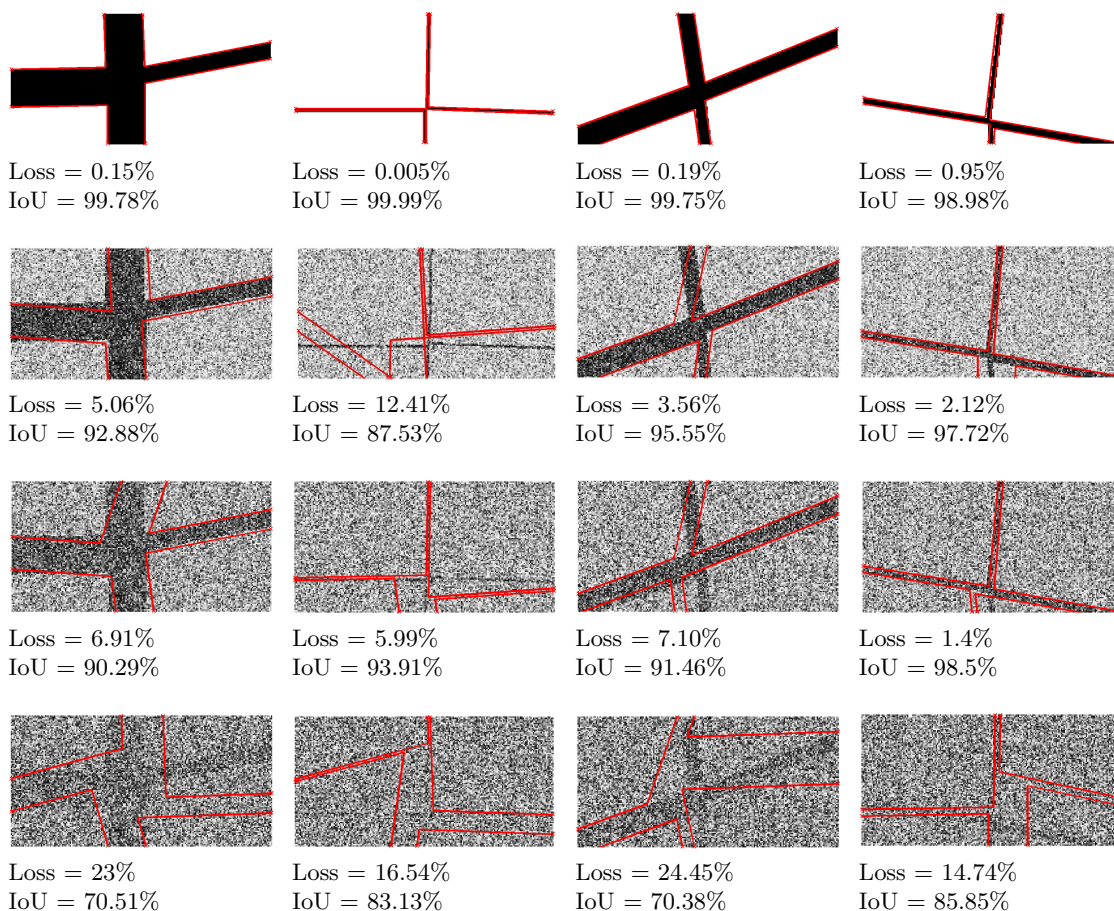 Loss = 0.15%
IoU = 99.78%
Loss = 0.005%
IoU = 99.99%
Loss = 0.19%
IoU = 99.75%
Loss = 0.95%
IoU = 98.98%
Loss = 5.06%
IoU = 92.88%
Loss = 12.41%
IoU = 87.53%
Loss = 3.56%
IoU = 95.55%
Loss = 2.12%
IoU = 97.72%
Loss = 6.91%
IoU = 90.29%
Loss = 5.99%
IoU = 93.91%
Loss = 7.10%
IoU = 91.46%
Loss = 1.4%
IoU = 98.5%
Loss = 23%
IoU = 70.51%
Loss = 16.54%
IoU = 83.13%
Loss = 24.45%
IoU = 70.38%
Loss = 14.74%
IoU = 85.85%